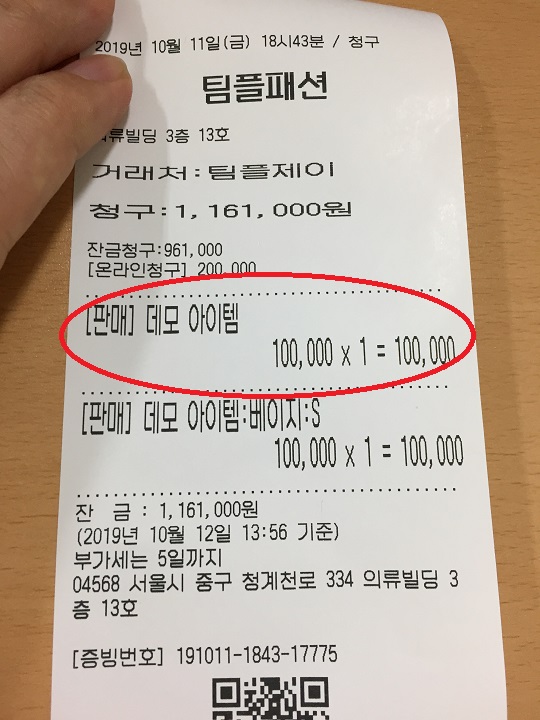 2019년 10월 11일(금) 18시43분 / 청구
팀플패션
의류빌딩 3층 13호
거래처:팀플제이
청구:1,161,000원
잔금청구:961,000
[온라인청구] 200,000
[판매] 데모 아이템
100,000 x 1 = 100,000
[판매] 데모 아이템:베이지:S
100,000 x 1 = 100,000
잔 금 : 1,161,000원
(2019년 10월 12일 13:56 기준)
부가세는 5일까지
04568 서울시 중구 청계천로 334 의류빌딩 3
층 13호
[증빙번호] 191011-1843-17775